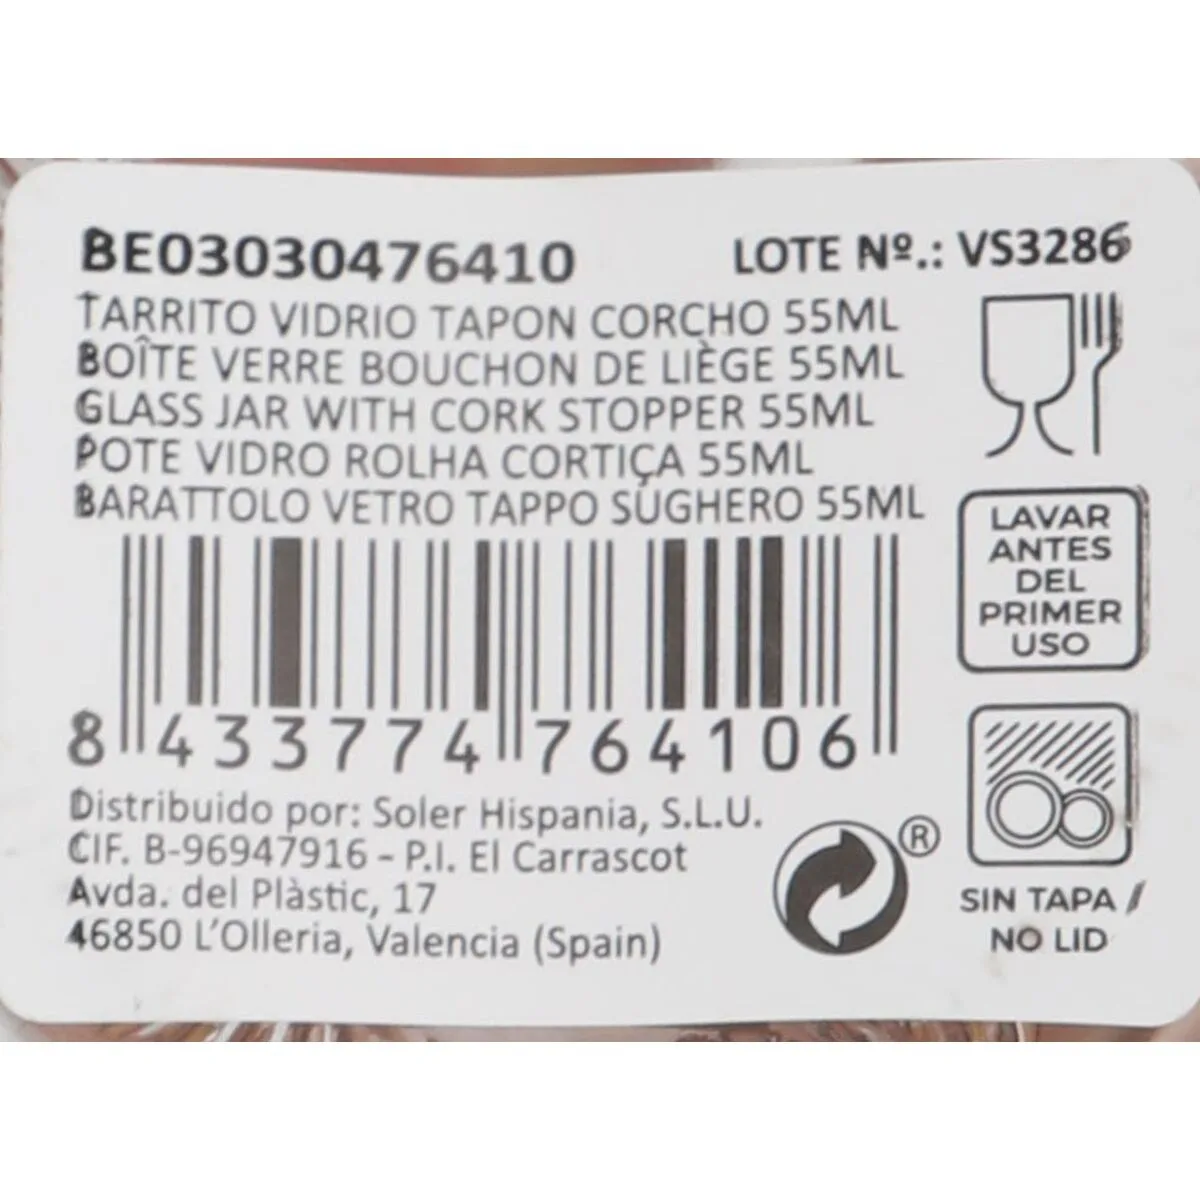 BE03030476410
LOTE Nº.: VS3286
TARRITO VIDRIO TAPON CORCHO 55ML
BOÎTE VERRE BOUCHON DE LIÈGE 55ML
GLASS JAR WITH CORK STOPPER 55ML
POTE VIDRO ROLHA CORTIÇA 55ML
BARATTOLO VETRO TAPPO SUGHERO 55ML
8 433774 764106
Distribuido por: Soler Hispania, S.L.U.
CIF. B-96947916 - P.I. El Carrascot
Avda. del Plàstic, 17
46850 L'Olleria, Valencia (Spain)
LAVAR
ANTES
DEL
PRIMER
USO
®
SIN TAPA /
NO LID